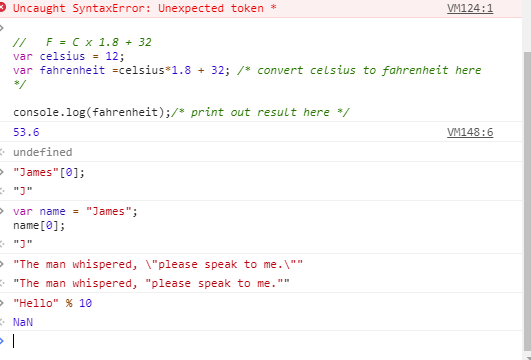 Uncaught SyntaxError: Unexpected token * VM124:1
// F = C x 1.8 + 32
var celsius = 12;
var fahrenheit =celsius*1.8 + 32; /* convert celsius to fahrenheit here
*/
console.log(fahrenheit);/* print out result here */
53.6 VM148:6
undefined
"James"[0];
"J"
var name = "James";
name[0];
"J"
"The man whispered, \"please speak to me.\""
"The man whispered, "please speak to me.""
"Hello" % 10
NaN